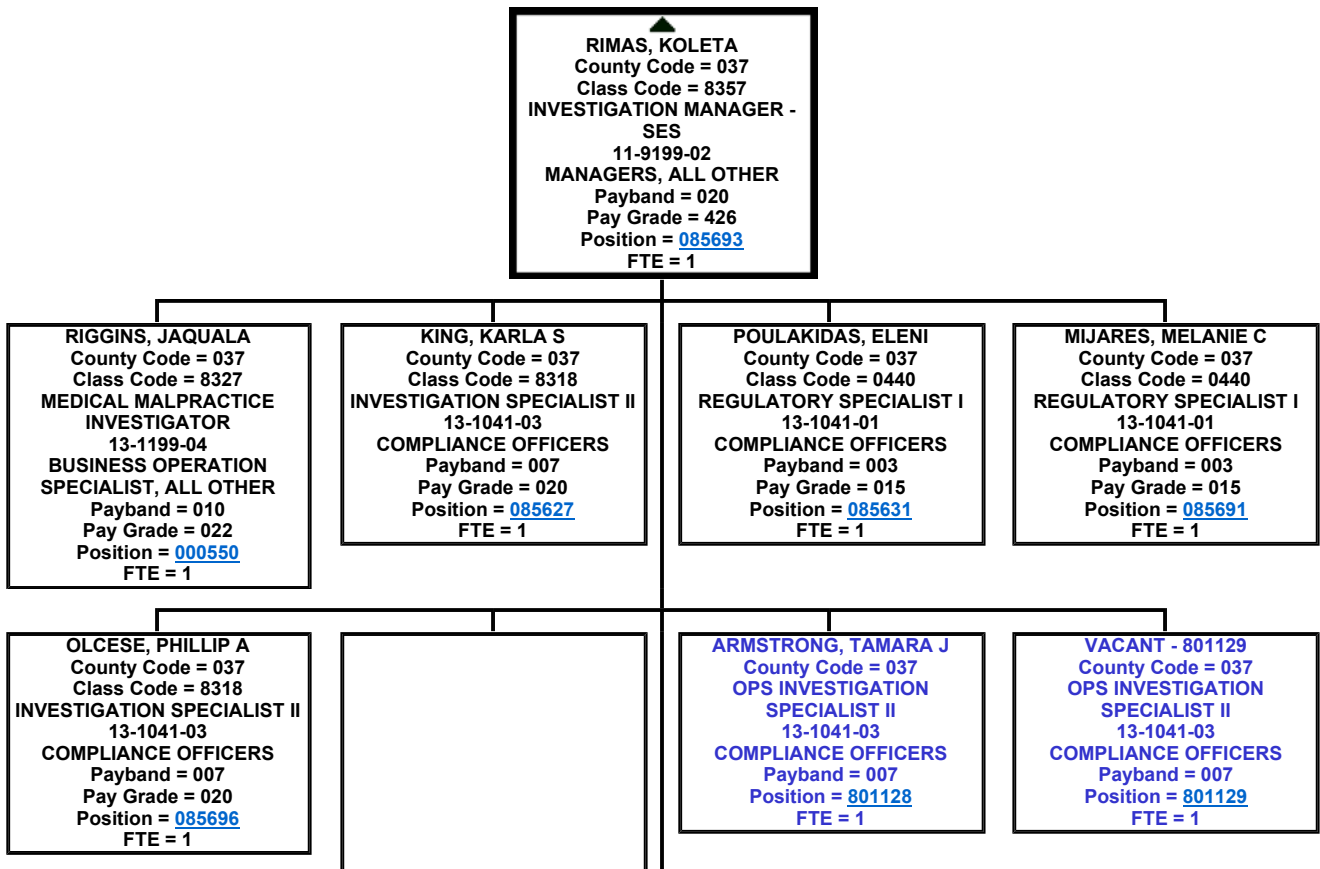 RIMAS, KOLETA
County Code = 037
Class Code = 8357
INVESTIGATION MANAGER -
SES
11-9199-02
MANAGERS, ALL OTHER
Payband = 020
Pay Grade = 426
Position = 085693
FTE = 1
RIGGINS, JAQUALA
County Code = 037
Class Code = 8327
MEDICAL MALPRACTICE
INVESTIGATOR
13-1199-04
BUSINESS OPERATION
SPECIALIST, ALL OTHER
Payband = 010
Pay Grade = 022
Position = 000550
FTE = 1
KING, KARLA S
County Code = 037
Class Code = 8318
INVESTIGATION SPECIALIST II
13-1041-03
COMPLIANCE OFFICERS
Payband = 007
Pay Grade = 020
Position = 085627
FTE = 1
POULAKIDAS, ELENI
County Code = 037
Class Code = 0440
REGULATORY SPECIALIST I
13-1041-01
COMPLIANCE OFFICERS
Payband = 003
Pay Grade = 015
Position = 085631
FTE = 1
MIJARES, MELANIE C
County Code = 037
Class Code = 0440
REGULATORY SPECIALIST I
13-1041-01
COMPLIANCE OFFICERS
Payband = 003
Pay Grade = 015
Position = 085691
FTE = 1
OLCESE, PHILLIP A
County Code = 037
Class Code = 8318
INVESTIGATION SPECIALIST II
13-1041-03
COMPLIANCE OFFICERS
Payband = 007
Pay Grade = 020
Position = 085696
FTE = 1
ARMSTRONG, TAMARA J
County Code = 037
OPS INVESTIGATION
SPECIALIST II
13-1041-03
COMPLIANCE OFFICERS
Payband = 007
Position = 801128
FTE = 1
VACANT - 801129
County Code = 037
OPS INVESTIGATION
SPECIALIST II
13-1041-03
COMPLIANCE OFFICERS
Payband = 007
Position = 801129
FTE = 1